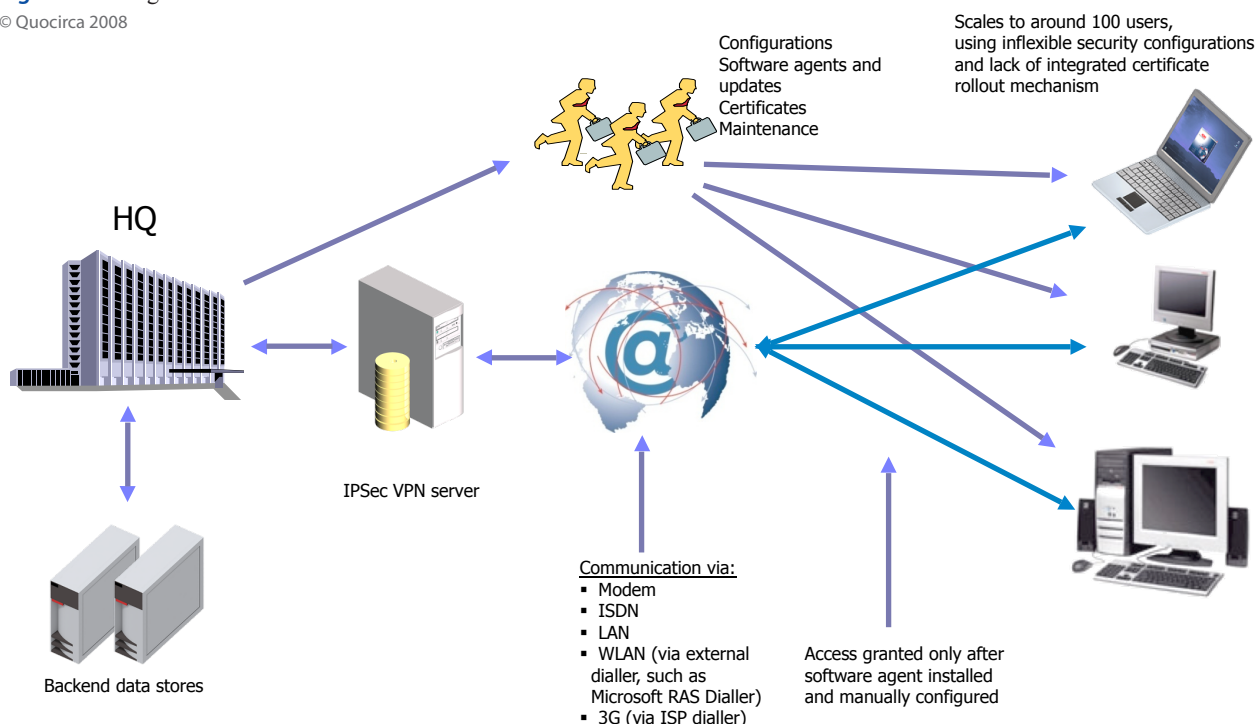 © Quocirca 2008
Configurations
Software agents and
updates
Certificates
Maintenance
Scales to around 100 users,
using inflexible security configurations
and lack of integrated certificate
rollout mechanism
HQ
@
IPSec VPN server
Backend data stores
Communication via:
▪ Modem
▪ ISDN
▪ LAN
▪ WLAN (via external
dialler, such as
Microsoft RAS Dialler)
▪ 3G (via ISP dialler)
Access granted only after
software agent installed
and manually configured